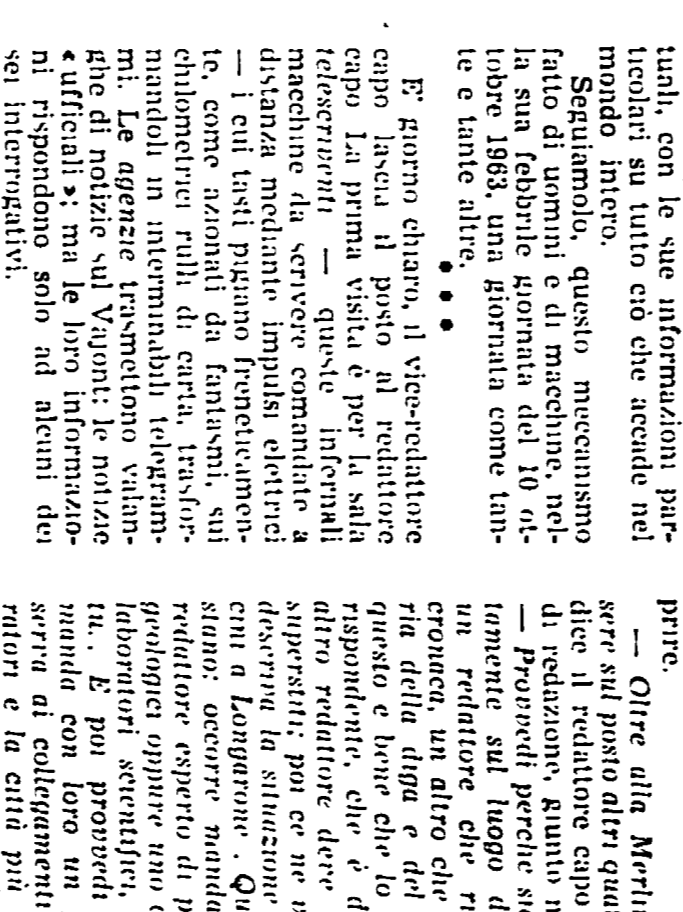 tuali, con le sue informazioni par-
ticolari su tutto ciò che accade nel
mondo intero.
Seguiamolo, questo meccanismo
fatto di uomini e di macchine, nel-
la sua febbrile giornata del 10 ot-
tobre 1963, una giornata come tan-
te e tante altre.
• • •
E' giorno chiaro, il vice-redattore
capo lascia il posto al redattore
capo La prima visita è per la sala
telescriventi — queste infernali
macchine da scrivere comandate a
distanza mediante impulsi elettrici
— i cui tasti pigiano freneticamen-
te, come azionati da fantasmi, sui
chilometrici rulli di carta, trasfor-
mandoli in interminabili telegram-
mi. Le agenzie trasmettono valan-
ghe di notizie sul Vajont: le notizie
« ufficiali »; ma le loro informazio-
ni rispondono solo ad alcuni dei
sei interrogativi.
prire.
— Oltre alla Merlin
sere sul posto altri qua
dice il redattore capo
di redazione, giunto n
— Provvedi perche sie
tamente sul luogo d
un redattore che ri
cronaca, un altro che
ria della diga e del
questo e bene che lo
rispondente, che è d
altro redattore deve
superstiti; poi ce ne v
descriva la situazione
cini a Longarone . Qu
stano: occorre manda
redattore esperto di p
geologici oppure uno c
laboratori scientifici,
tu. . E poi provvedi
manda con loro un
serva ai collegamenti
ratori e la città più